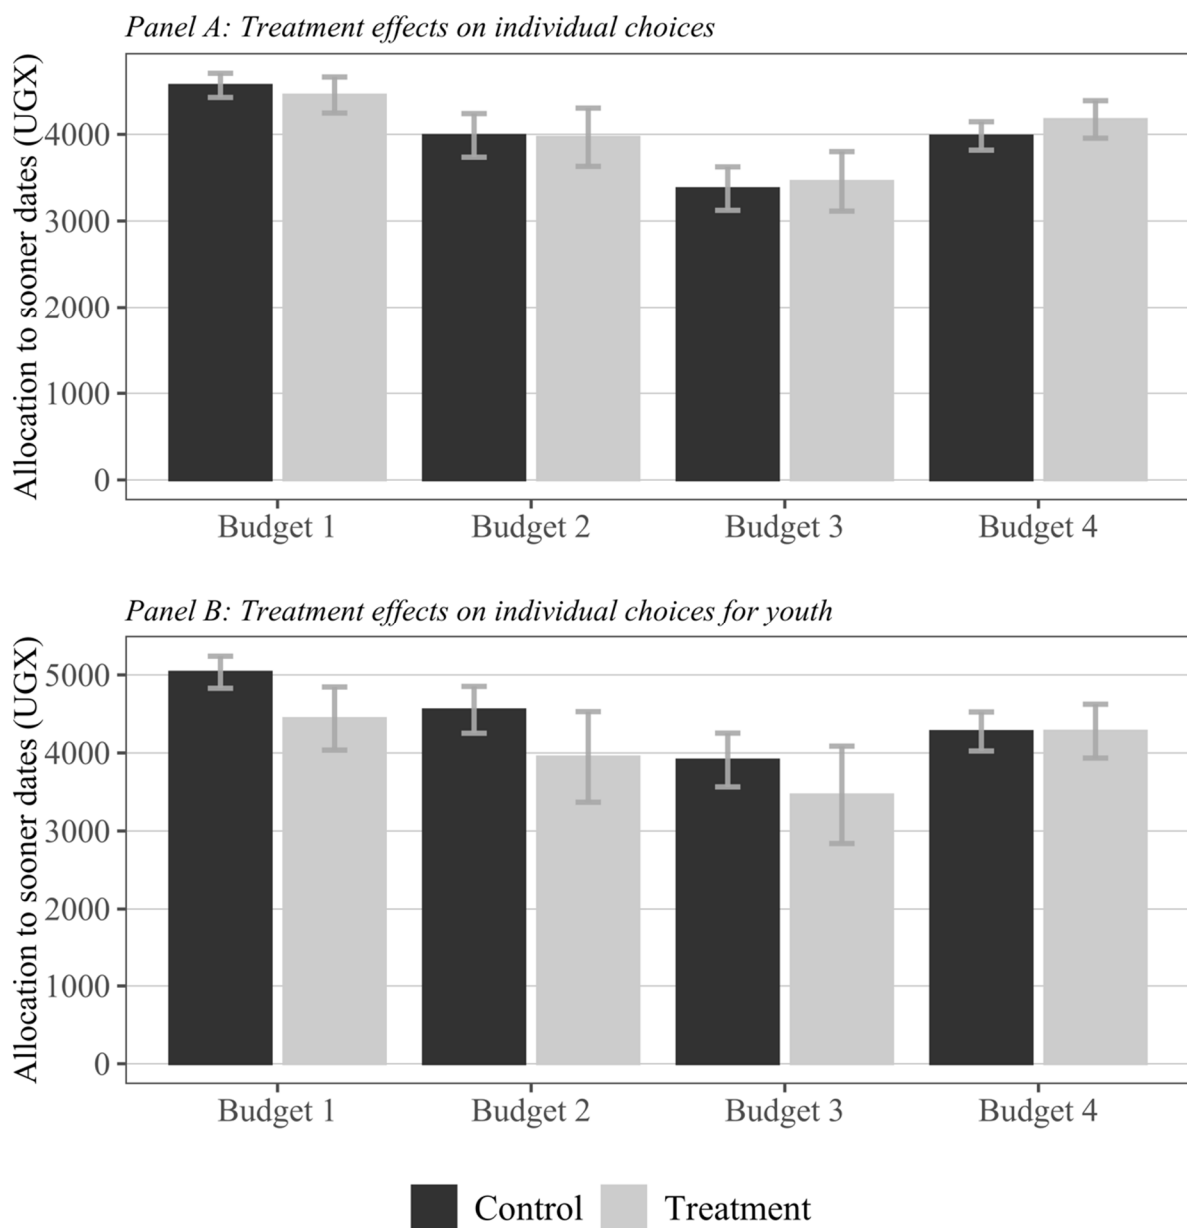 Panel A: Treatment effects on individual choices
Allocation to sooner dates (UGX)
4000
3000
2000
1000
0
Budget 1 Budget 2 Budget 3 Budget 4
Panel B: Treatment effects on individual choices for youth
Allocation to sooner dates (UGX)
5000
4000
3000
2000
1000
0
Budget 1 Budget 2 Budget 3 Budget 4
Control Treatment